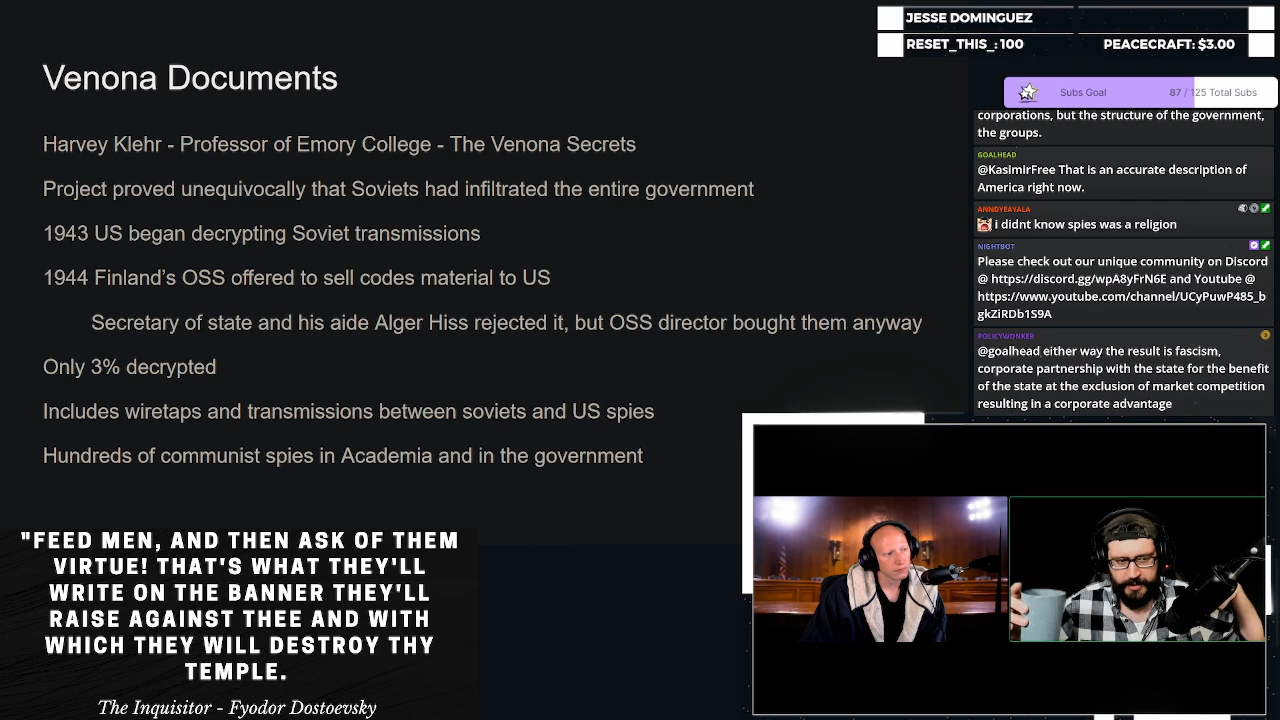 Venona Documents
Harvey Klehr - Professor of Emory College - The Venona Secrets
Project proved unequivocally that Soviets had infiltrated the entire government
1943 US began decrypting Soviet transmissions
1944 Finland’s OSS offered to sell codes material to US
Secretary of state and his aide Alger Hiss rejected it, but OSS director bought them anyway
Only 3% decrypted
Includes wiretaps and transmissions between soviets and US spies
Hundreds of communist spies in Academia and in the government
"FEED MEN, AND THEN ASK OF THEM
VIRTUE! THAT'S WHAT THEY'LL
WRITE ON THE BANNER THEY'LL
RAISE AGAINST THEE AND WITH
WHICH THEY WILL DESTROY THY
TEMPLE.
The Inquisitor - Fyodor Dostoevsky
JESSE DOMINGUEZ
RESET_THIS_: 100
PEACECRAFT: $3.00
Subs Goal
87 / 125 Total Subs
corporations, but the structure of the government,
the groups.
GOALHEAD
@KasimirFree That is an accurate description of
America right now.
ANNDYEAYALA
i didnt know spies was a religion
NIGHTBOT
Please check out our unique community on Discord
@ https://discord.gg/wpA8yFrN6E and Youtube @
https://www.youtube.com/channel/UCyPuwP485_b
gkZiRDb1S9A
POLICYWONKER
@goalhead either way the result is fascism,
corporate partnership with the state for the benefit
of the state at the exclusion of market competition
resulting in a corporate advantage